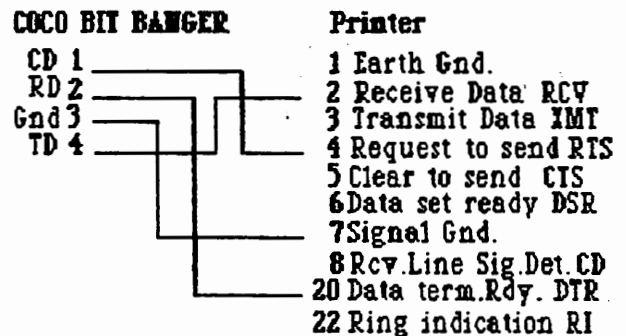 COCO BIT BANGER
CD 1
RD 2
Gnd 3
TD 4
Printer
1 Earth Gnd.
2 Receive Data RCV
3 Transmit Data XMT
4 Request to send RTS
5 Clear to send CTS
6 Data set ready DSR
7 Signal Gnd.
8 Rcv.Line Sig.Det.CD
20 Data term.Rdy. DTR
22 Ring indication RI